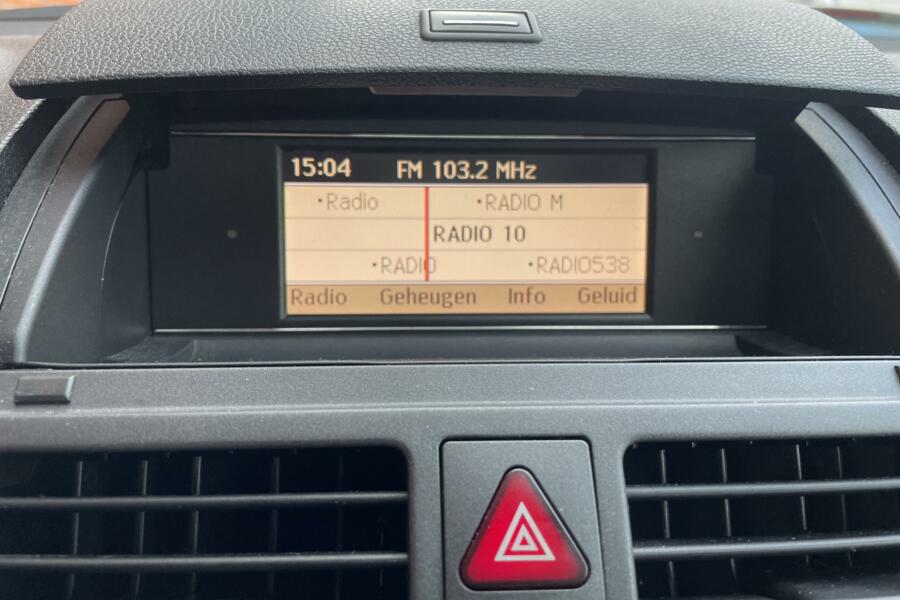 15:04 FM 103.2 MHz
•Radio •RADIO M
RADIO 10
•RADIO •RADIO538
Radio Geheugen Info Geluid